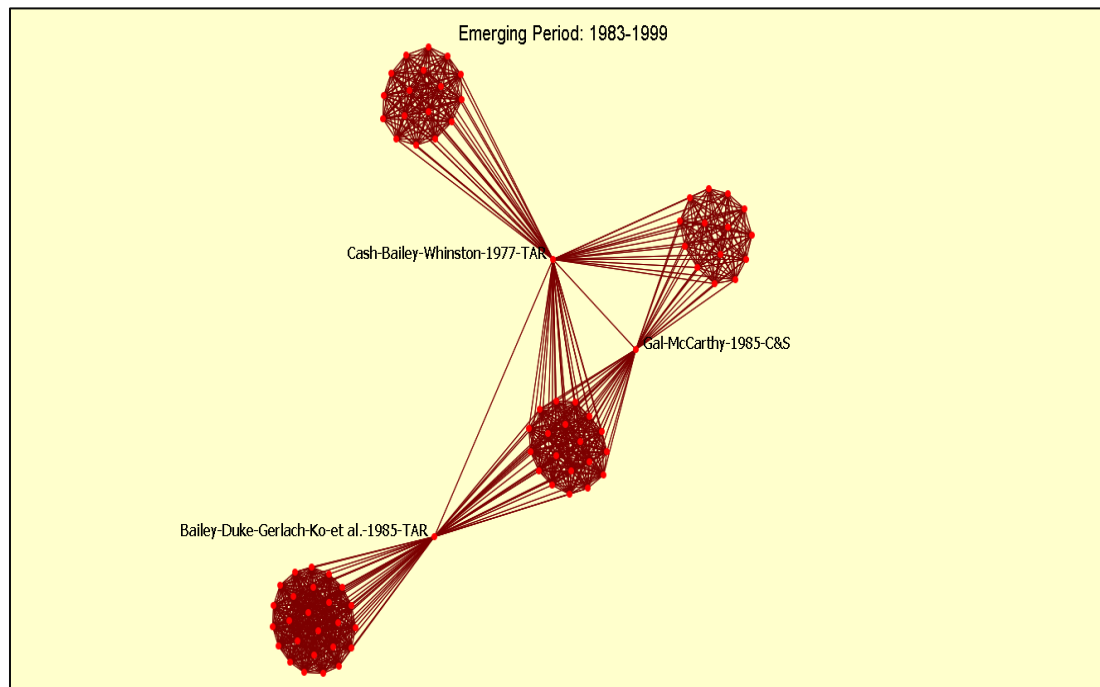 Emerging Period: 1983-1999
Cash-Bailey-Whinston-1977-TAR
Gal-McCarthy-1985-C&S
Bailey-Duke-Gerlach-Ko-et al.-1985-TAR